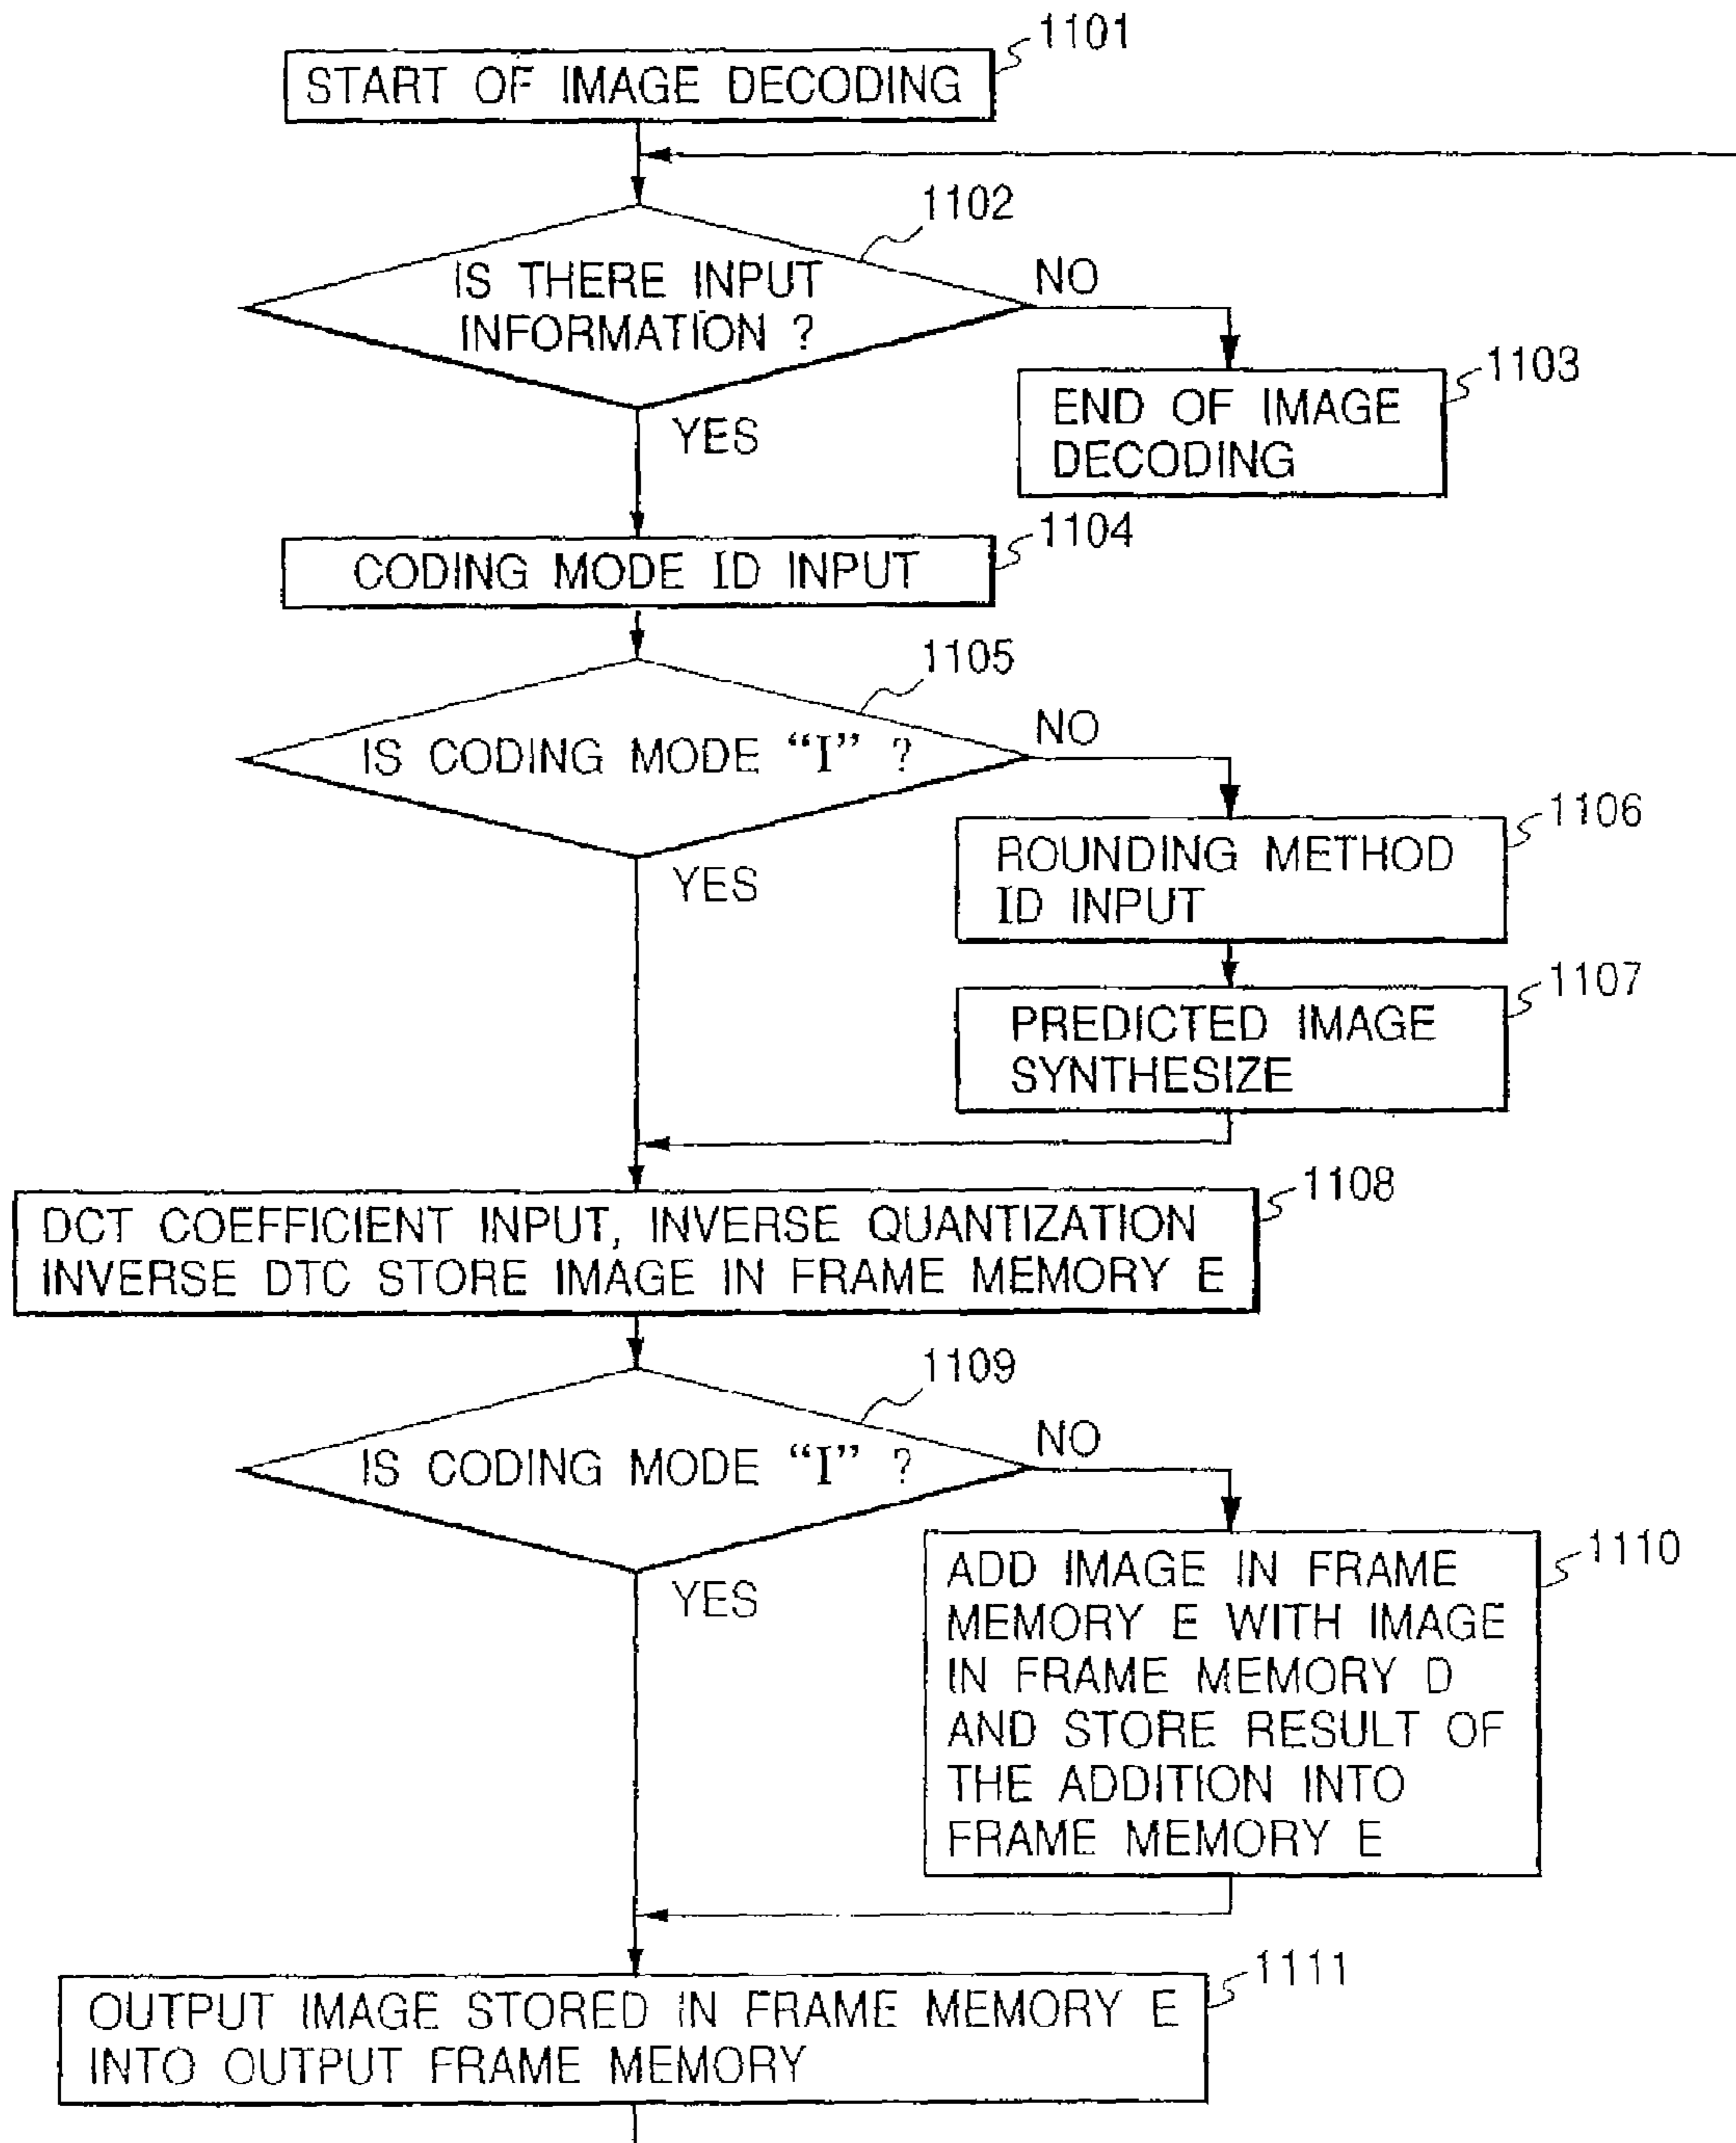 1101
START OF IMAGE DECODING
1102
IS THERE INPUT
INFORMATION ?
NO
1103
END OF IMAGE
DECODING
YES
1104
CODING MODE ID INPUT
1105
IS CODING MODE “I” ?
NO
1106
ROUNDING METHOD
ID INPUT
YES
1107
PREDICTED IMAGE
SYNTHESIZE
1108
DCT COEFFICIENT INPUT, INVERSE QUANTIZATION
INVERSE DTC STORE IMAGE IN FRAME MEMORY E
1109
IS CODING MODE “I” ?
NO
1110
ADD IMAGE IN FRAME
MEMORY E WITH IMAGE
IN FRAME MEMORY D
AND STORE RESULT OF
THE ADDITION INTO
FRAME MEMORY E
YES
1111
OUTPUT IMAGE STORED IN FRAME MEMORY E
INTO OUTPUT FRAME MEMORY